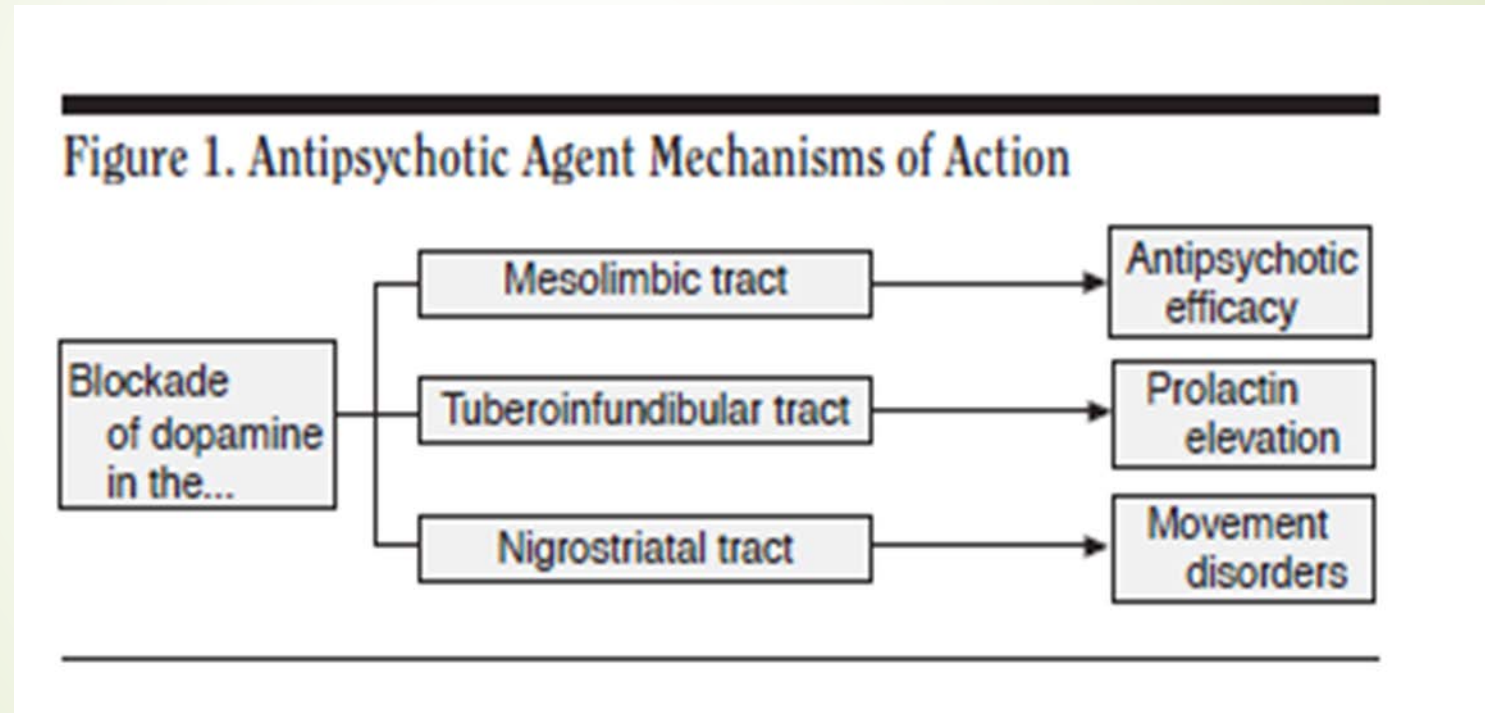 Figure 1. Antipsychotic Agent Mechanisms of Action
Blockade
of dopamine
in the...
Mesolimbic tract
Antipsychotic
efficacy
Tuberoinfundibular tract
Prolactin
elevation
Nigrostriatal tract
Movement
disorders